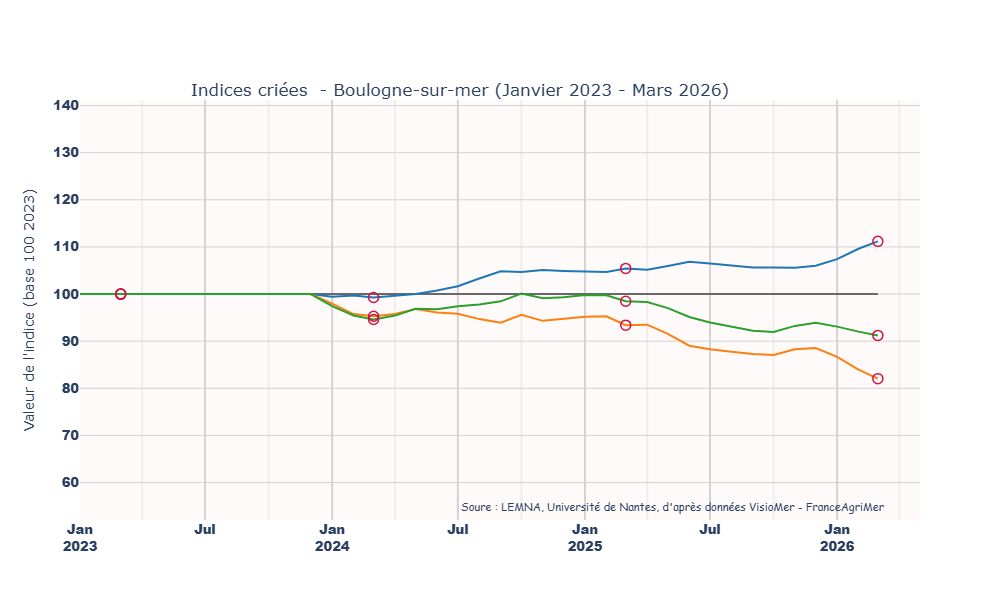 Indices criées  - Boulogne-sur-mer (Janvier 2023 - Mars 2026)
Valeur de l'indice (base 100 2023)
140
130
120
110
100
90
80
70
60
Soure : LEMNA, Université de Nantes, d'après données VisioMer - FranceAgriMer
Jan Jul Jan Jul Jan Jul Jan
2023 2024 2025 2026